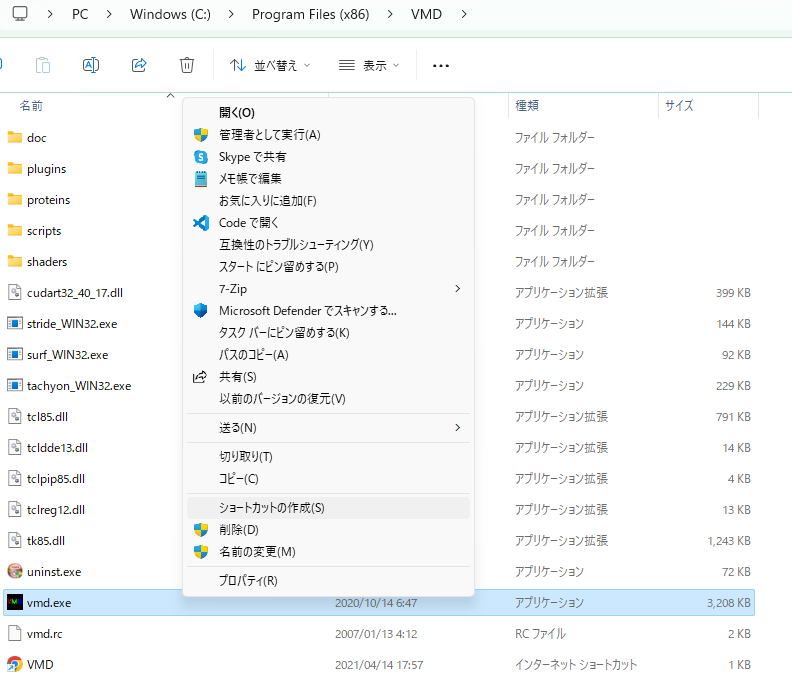 PC > Windows (C:) > Program Files (x86) > VMD >
並べ替え 表示 ...
名前 種類 サイズ
doc ファイル フォルダー
plugins ファイル フォルダー
proteins ファイル フォルダー
scripts ファイル フォルダー
shaders ファイル フォルダー
cudart32_40_17.dll アプリケーション拡張 399 KB
stride_WIN32.exe アプリケーション 144 KB
surf_WIN32.exe アプリケーション 92 KB
tachyon_WIN32.exe アプリケーション 229 KB
tcl85.dll アプリケーション拡張 791 KB
tcldde13.dll アプリケーション拡張 14 KB
tclpip85.dll アプリケーション拡張 4 KB
tclreg12.dll アプリケーション拡張 13 KB
tk85.dll アプリケーション拡張 1,243 KB
uninst.exe アプリケーション 72 KB
vmd.exe 2020/10/14 6:47 アプリケーション 3,208 KB
vmd.rc 2007/01/13 4:12 RC ファイル 2 KB
VMD 2021/04/14 17:57 インターネット ショートカット 1 KB
開く(O)
管理者として実行(A)
Skype で共有
メモ帳で編集
お気に入りに追加(F)
Code で開く
互換性のトラブルシューティング(Y)
スタート にピン留めする(P)
7-Zip
Microsoft Defender でスキャンする...
タスク バーにピン留めする(K)
パスのコピー(A)
共有(S)
以前のバージョンの復元(V)
送る(N)
切り取り(T)
コピー(C)
ショートカットの作成(S)
削除(D)
名前の変更(M)
プロパティ(R)